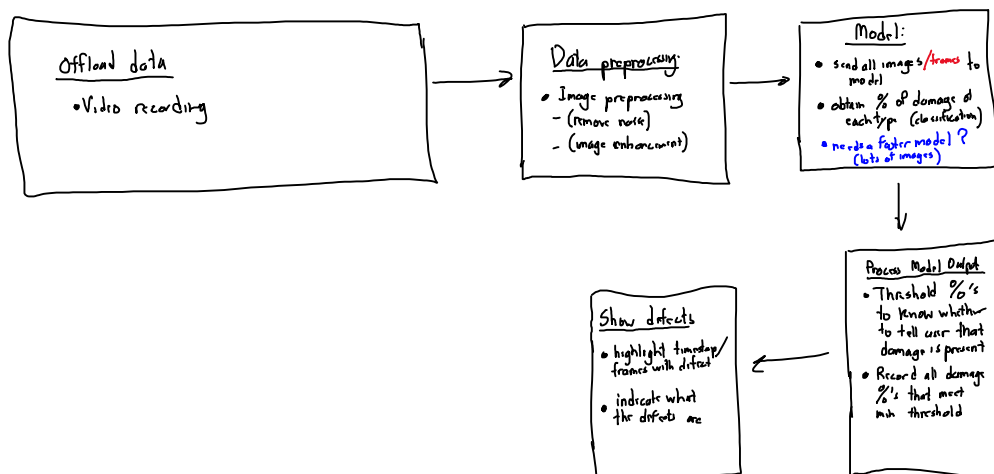 Offload data
• Video recording
Data preprocessing:
• Image preprocessing
- (remove noise)
- (image enhancement)
Model:
• send all images/frames to
model
• obtain % of damage of
each type (classification)
• needs a faster model?
(lots of images)
Process Model Output
• Threshold %'s
to know whether
to tell user that
damage is present
• Record all damage
%'s that meet
min threshold
Show defects
• highlight timestamp/
frames with defect
• indicate what
the defects are